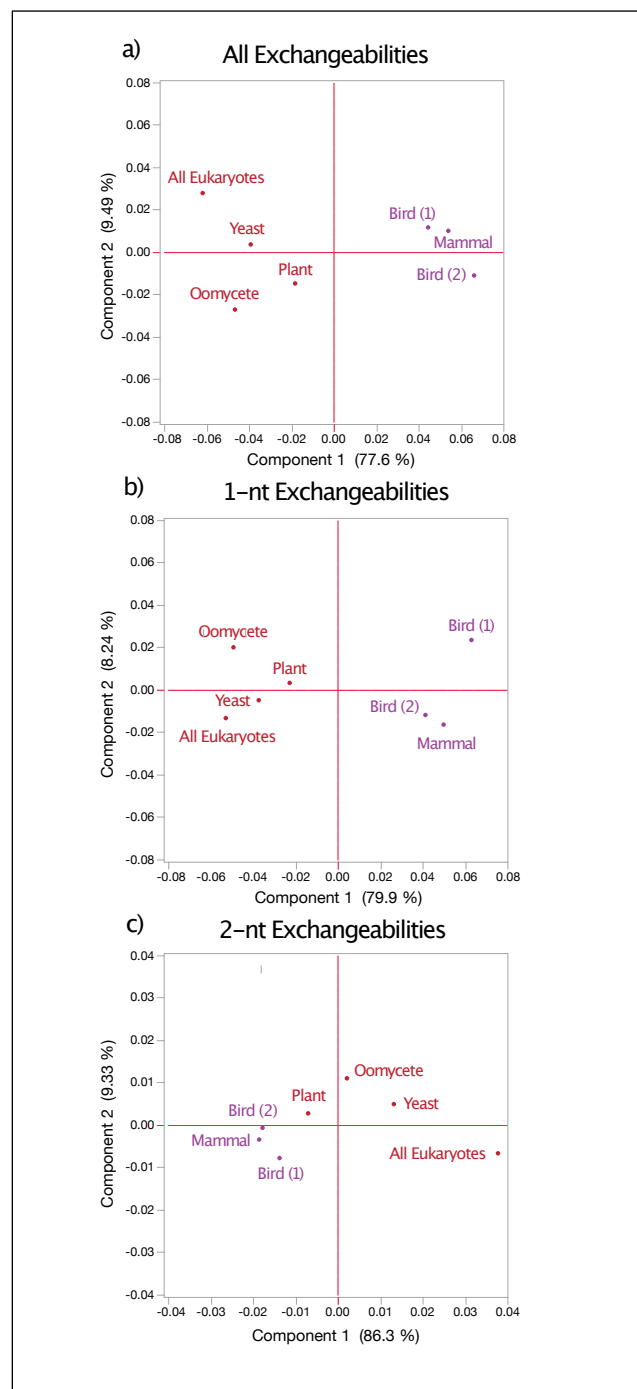 a) All Exchangeabilities
0.08
0.06
0.04
0.02
0.00
-0.02
-0.04
-0.06
-0.08
Component 2 (9.49 %)
All Eukaryotes
Yeast
Plant
Oomycete
Bird (1)
Mammal
Bird (2)
-0.08 -0.06 -0.04 -0.02 0.00 0.02 0.04 0.06 0.08
Component 1 (77.6 %)
b) 1-nt Exchangeabilities
0.08
0.06
0.04
0.02
0.00
-0.02
-0.04
-0.06
-0.08
Component 2 (8.24 %)
Oomycete
Plant
Yeast
All Eukaryotes
Bird (1)
Bird (2)
Mammal
-0.08 -0.06 -0.04 -0.02 0.00 0.02 0.04 0.06 0.08
Component 1 (79.9 %)
c) 2-nt Exchangeabilities
0.04
0.03
0.02
0.01
0.00
-0.01
-0.02
-0.03
-0.04
Component 2 (9.33 %)
Oomycete
Plant
Yeast
Bird (2)
Mammal
Bird (1)
All Eukaryotes
-0.04 -0.03 -0.02 -0.01 0.00 0.01 0.02 0.03 0.04
Component 1 (86.3 %)